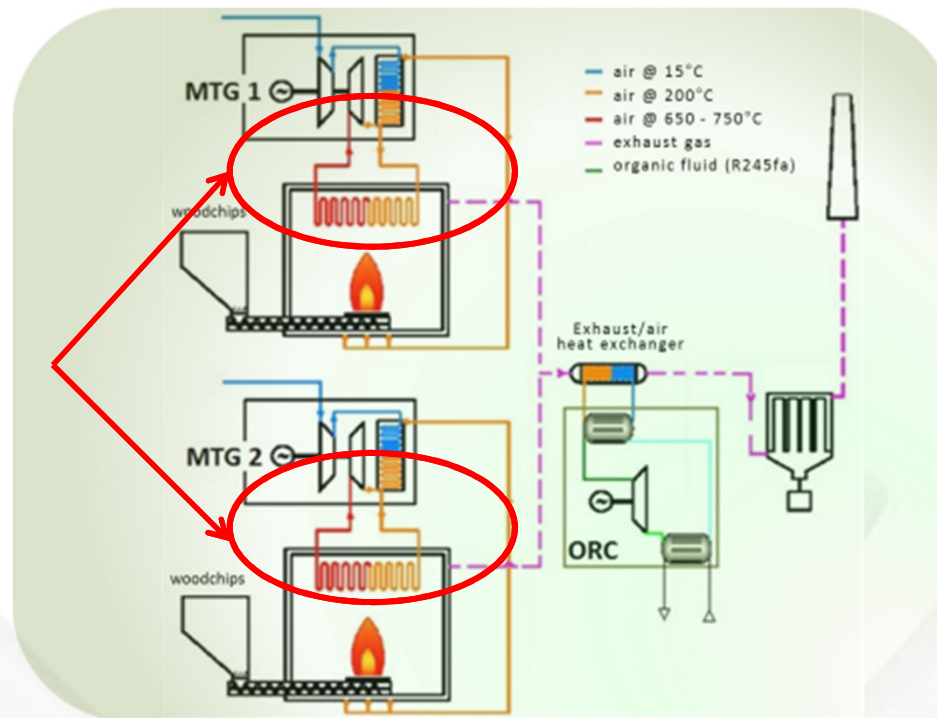 MTG 1
air @ 15°C
air @ 200°C
air @ 650 - 750°C
exhaust gas
organic fluid (R245fa)
woodchips
Exhaust/air
heat exchanger
MTG 2
ORC
woodchips